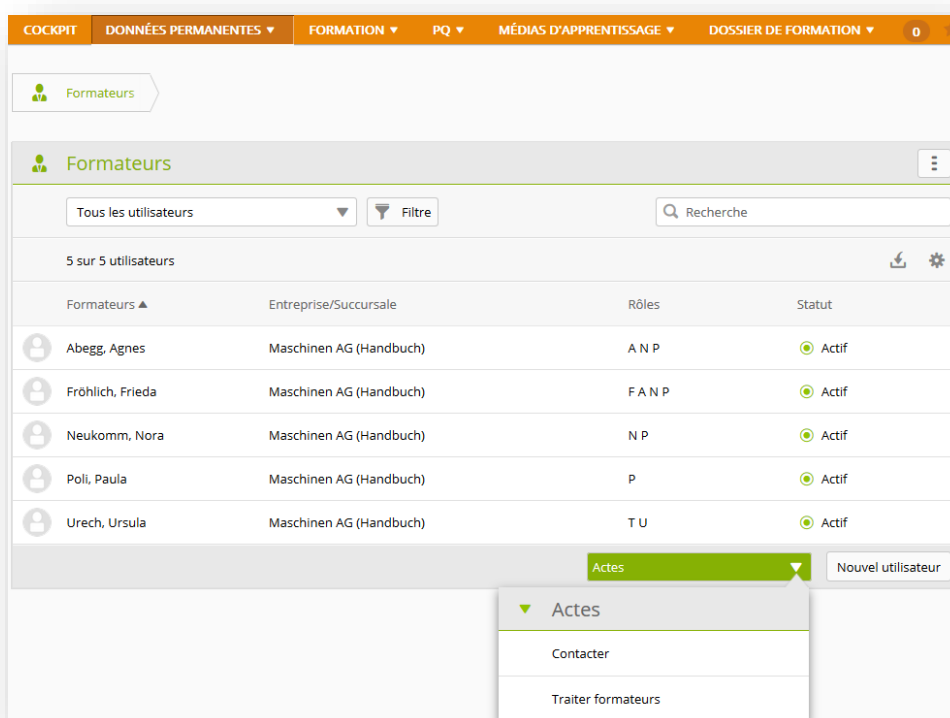 COCKPIT DONNÉES PERMANENTES FORMATION PQ MÉDIAS D'APPRENTISSAGE DOSSIER DE FORMATION 0
Formateurs
Formateurs
Tous les utilisateurs Filtre Recherche
5 sur 5 utilisateurs
Formateurs Entreprise/Succursale Rôles Statut
Abegg, Agnes Maschinen AG (Handbuch) A N P Actif
Fröhlich, Frieda Maschinen AG (Handbuch) F A N P Actif
Neukomm, Nora Maschinen AG (Handbuch) N P Actif
Poli, Paula Maschinen AG (Handbuch) P Actif
Urech, Ursula Maschinen AG (Handbuch) T U Actif
Actes Nouvel utilisateur
Actes
Contacter
Traiter formateurs